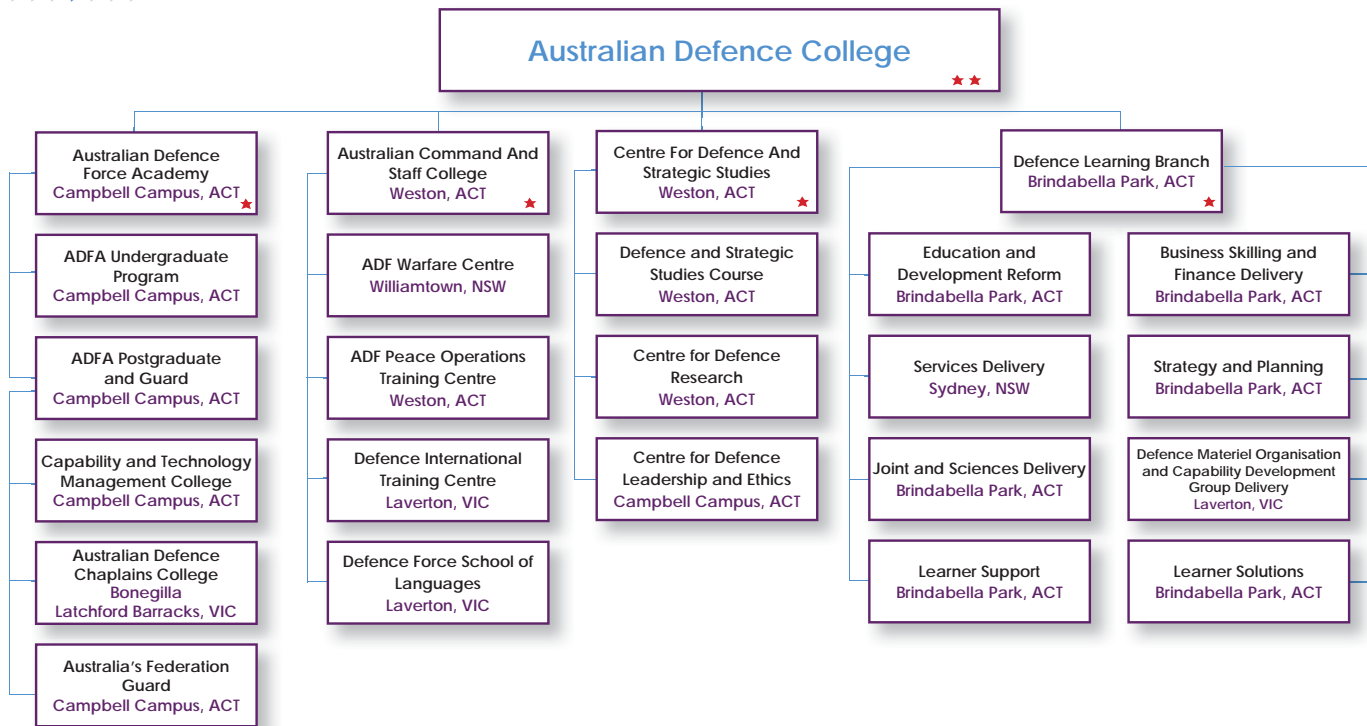 Australian Defence College
Australian Defence
Force Academy
Campbell Campus, ACT
ADFA Undergraduate
Program
Campbell Campus, ACT
ADFA Postgraduate
and Guard
Campbell Campus, ACT
Capability and Technology
Management College
Campbell Campus, ACT
Australian Defence
Chaplains College
Bonegilla
Latchford Barracks, VIC
Australia's Federation
Guard
Campbell Campus, ACT
Australian Command And
Staff College
Weston, ACT
ADF Warfare Centre
Williamtown, NSW
ADF Peace Operations
Training Centre
Weston, ACT
Defence International
Training Centre
Laverton, VIC
Defence Force School of
Languages
Laverton, VIC
Centre For Defence And
Strategic Studies
Weston, ACT
Defence and Strategic
Studies Course
Weston, ACT
Centre for Defence
Research
Weston, ACT
Centre for Defence
Leadership and Ethics
Campbell Campus, ACT
Defence Learning Branch
Brindabella Park, ACT
Education and
Development Reform
Brindabella Park, ACT
Services Delivery
Sydney, NSW
Joint and Sciences Delivery
Brindabella Park, ACT
Learner Support
Brindabella Park, ACT
Business Skilling and
Finance Delivery
Brindabella Park, ACT
Strategy and Planning
Brindabella Park, ACT
Defence Materiel Organisation
and Capability Development
Group Delivery
Laverton, VIC
Learner Solutions
Brindabella Park, ACT